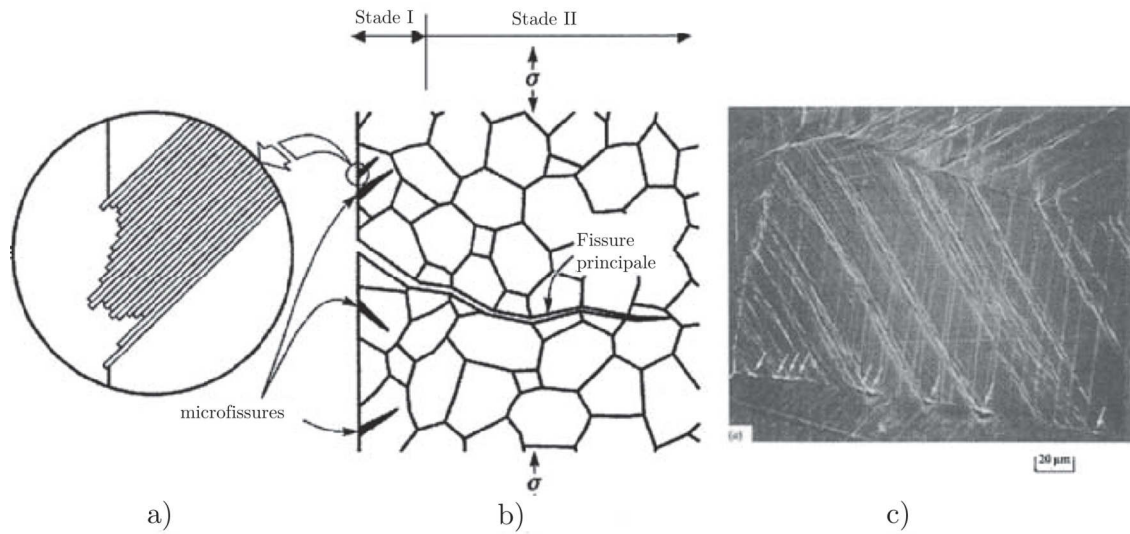 Stade I
Stade II
σ
Fissure
principale
microfissures
σ
(a)
20 µm
a)
b)
c)